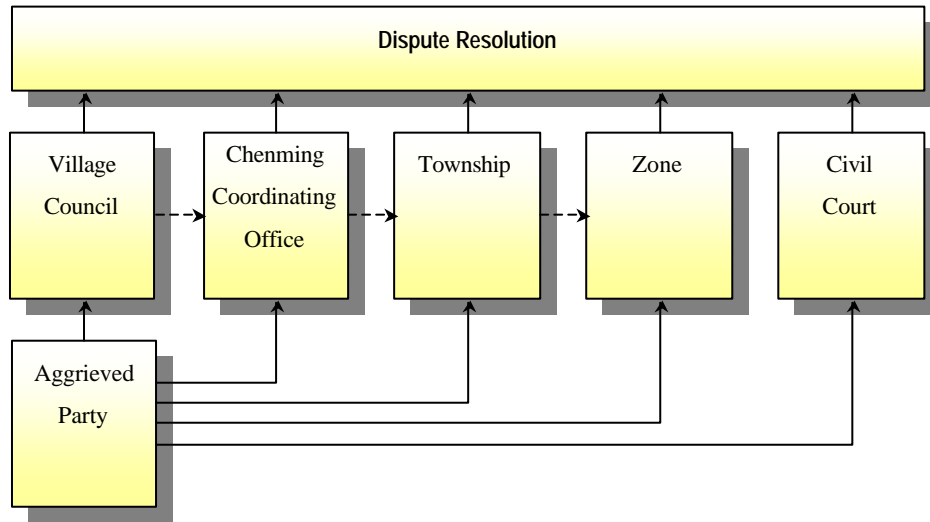 Dispute Resolution
Village
Council
Chenming
Coordinating
Office
Township
Zone
Civil
Court
Aggrieved
Party